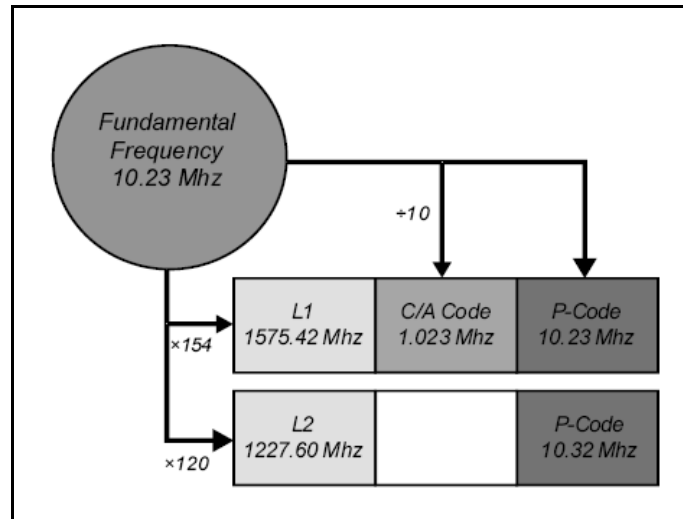 Fundamental
Frequency
10.23 Mhz
÷10
L1
1575.42 Mhz
C/A Code
1.023 Mhz
P-Code
10.23 Mhz
×154
L2
1227.60 Mhz
P-Code
10.32 Mhz
×120